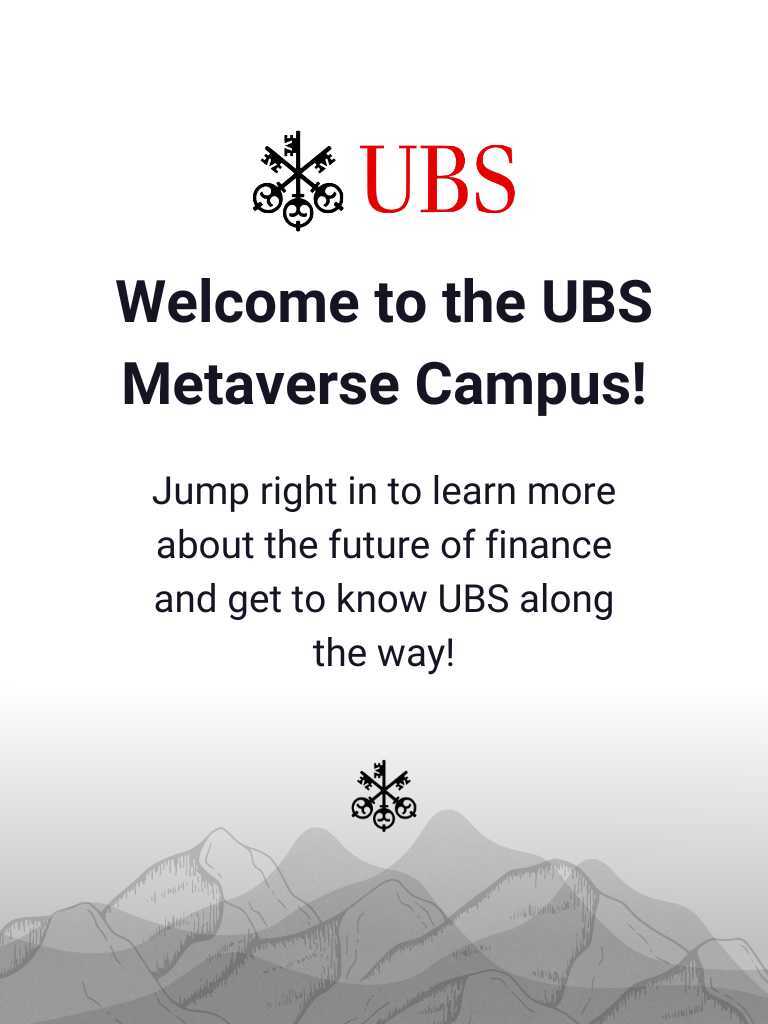 UBS
Welcome to the UBS
Metaverse Campus!
Jump right in to learn more
about the future of finance
and get to know UBS along
the way!